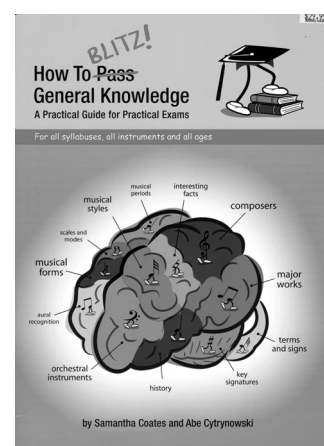 BLITZ!
How To Pass
General Knowledge
A Practical Guide for Practical Exams
For all syllabuses, all instruments and all ages
musical
periods
interesting
facts
musical
styles
composers
scales and
modes
musical
forms
major
works
aural
recognition
terms
and signs
orchestral
instruments
key
signatures
history
by Samantha Coates and Abe Cytrynowski